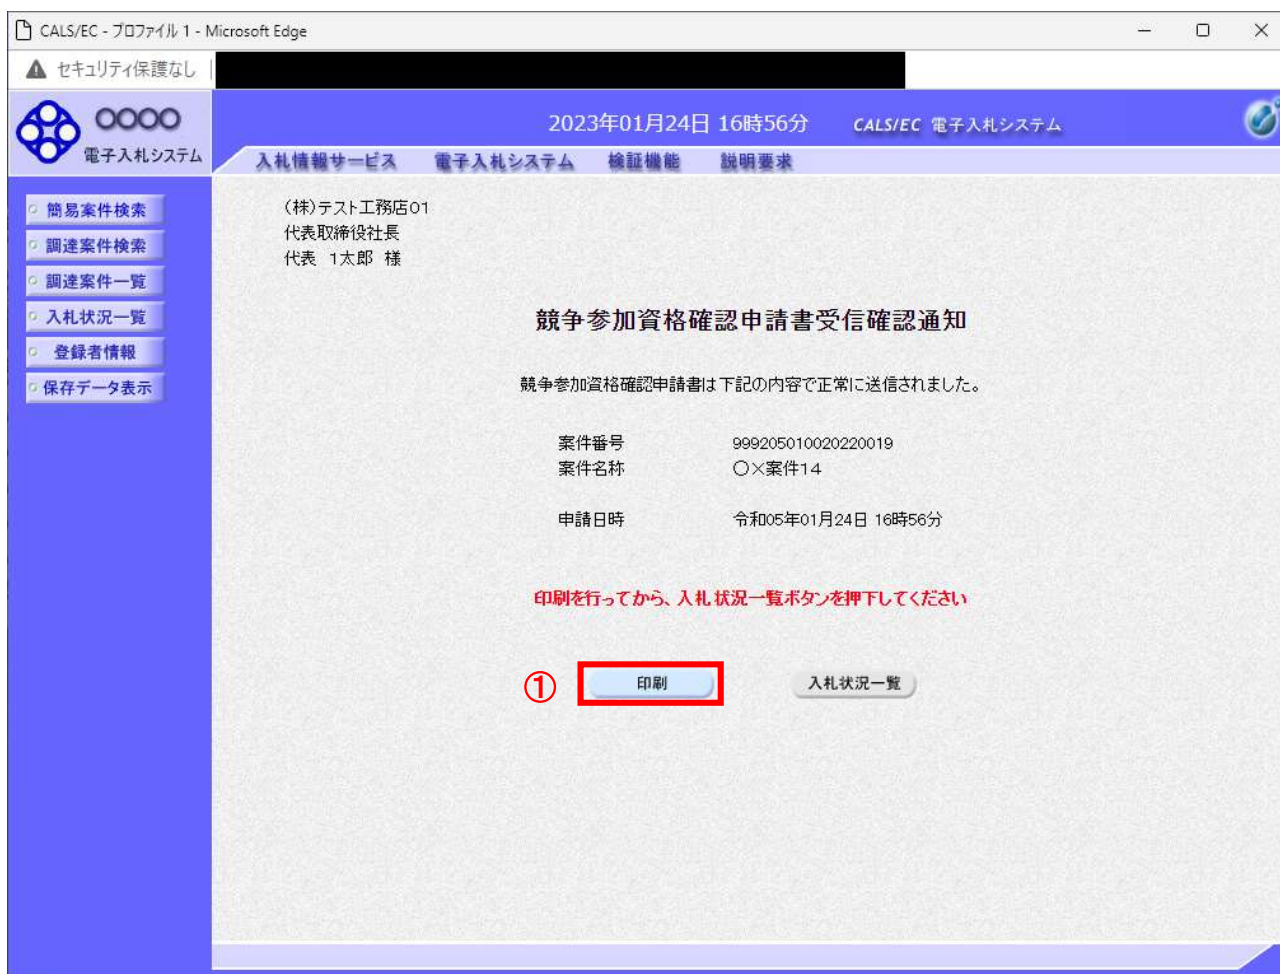 CALS/EC - プロファイル 1 - Microsoft Edge
セキュリティ保護なし
○○○○
電子入札システム
2023年01月24日 16時56分 CALS/EC 電子入札システム
入札情報サービス 電子入札システム 検証機能 説明要求
簡易案件検索
調達案件検索
調達案件一覧
入札状況一覧
登録者情報
保存データ表示
(株)テスト工務店01
代表取締役社長
代表 1太郎 様
競争参加資格確認申請書受信確認通知
競争参加資格確認申請書は下記の内容で正常に送信されました。
案件番号 999205010020220019
案件名称 ○×案件14
申請日時 令和05年01月24日 16時56分
印刷を行ってから、入札状況一覧ボタンを押下してください
① 印刷 入札状況一覧